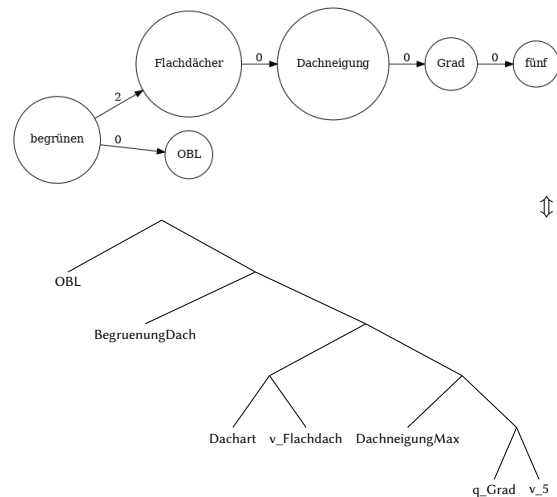 Flachdächer 0 Dachneigung 0 Grad 0 fünf
2
begrünen 0 OBL
⇕
OBL
BegruenungDach
Dachart v_Flachdach DachneigungMax
q_Grad v_5